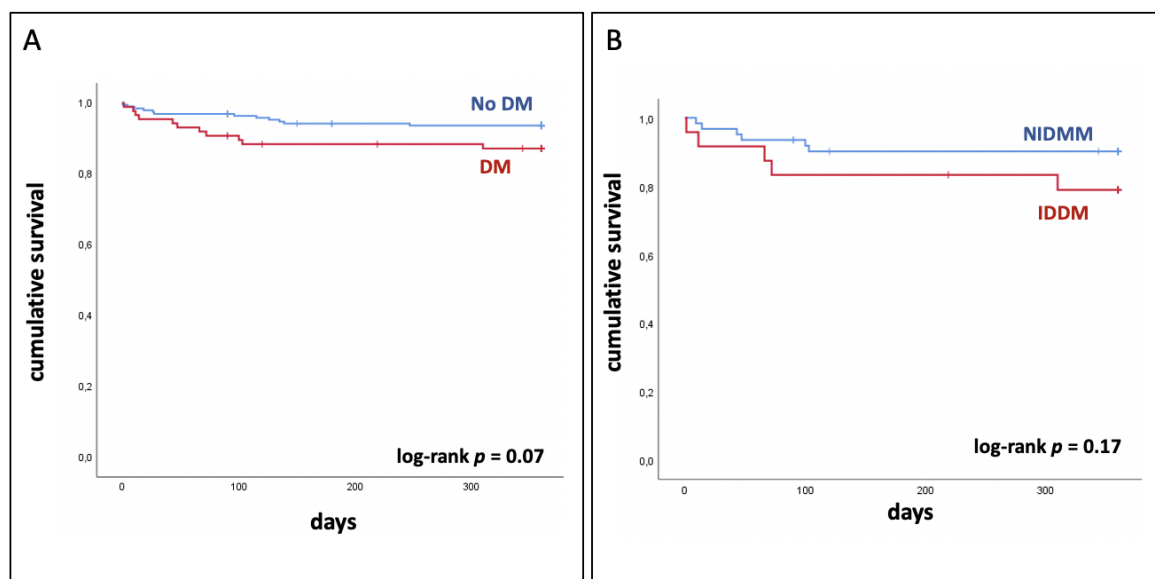 A
cumulative survival
1,0
0,8
0,6
0,4
0,2
0,0
No DM
DM
log-rank p = 0.07
0 100 200 300
days
B
cumulative survival
1,0
0,8
0,6
0,4
0,2
0,0
NIDMM
IDDM
log-rank p = 0.17
0 100 200 300
days